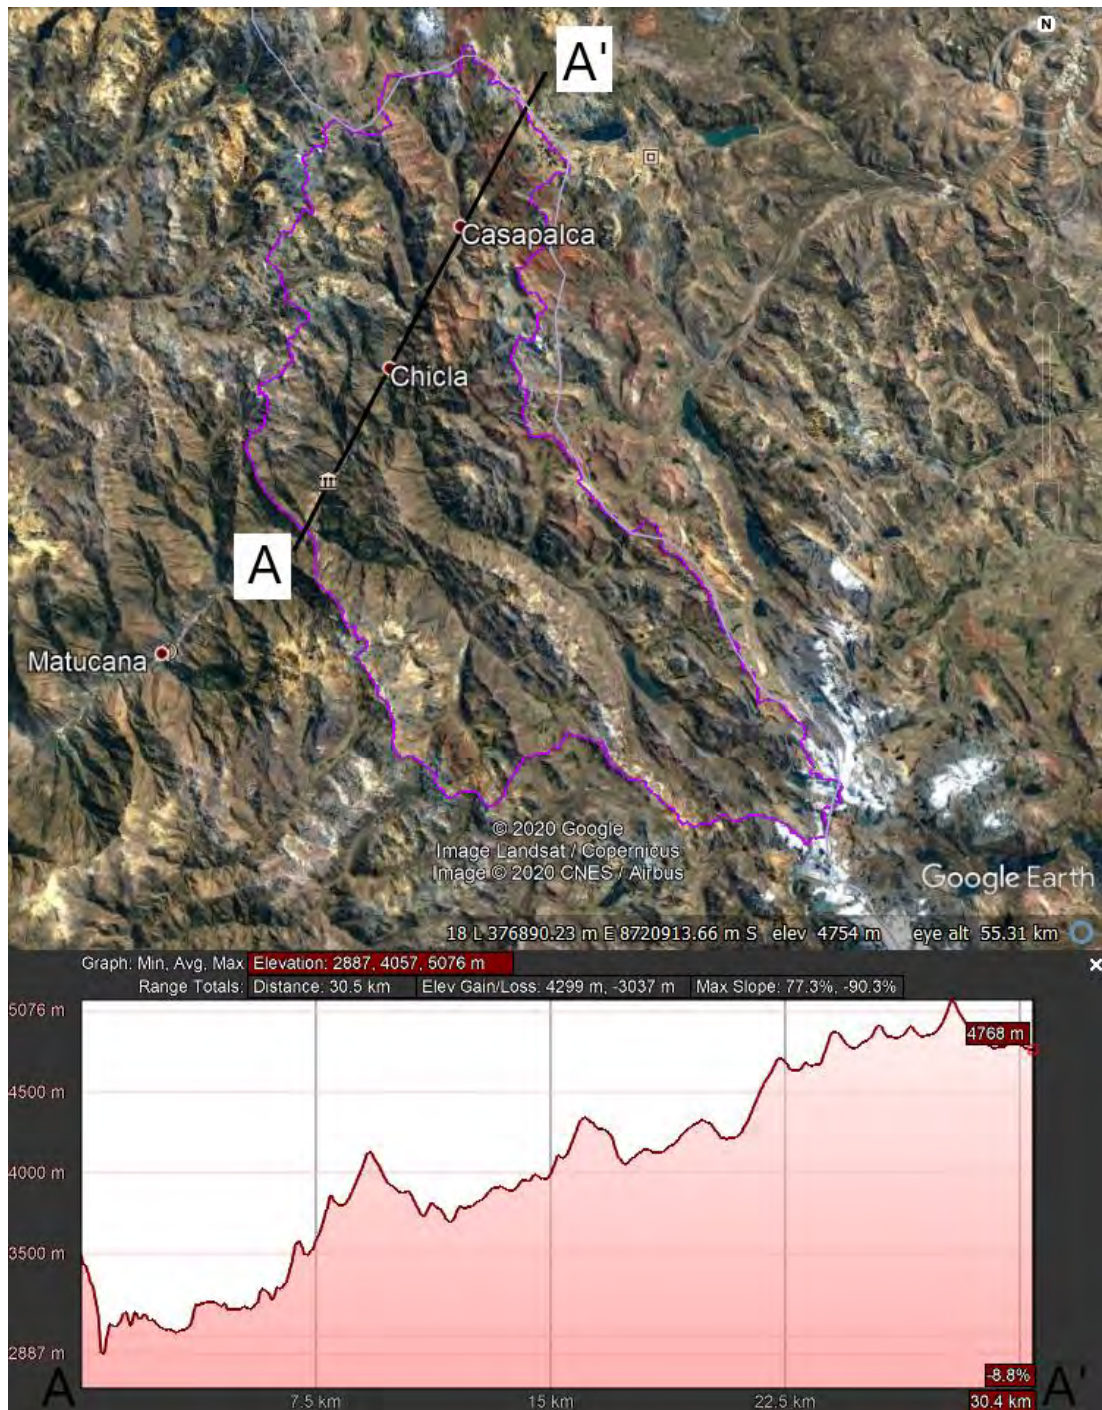 N
A'
Casapalca
Chicla
A
Matucana
© 2020 Google
Image Landsat / Copernicus
Image © 2020 CNES / Airbus
Google Earth
18 L 376890.23 m E 8720913.66 m S elev 4754 m eye alt 55.31 km
Graph: Min, Avg, Max Elevation: 2887, 4057, 5076 m
Range Totals: Distance: 30.5 km Elev Gain/Loss: 4299 m, -3037 m Max Slope: 77.3%, -90.3%
5076 m
4768 m
4500 m
4000 m
3500 m
2887 m
-8.8%
A 7.5 km 15 km 22.5 km 30.4 km A'